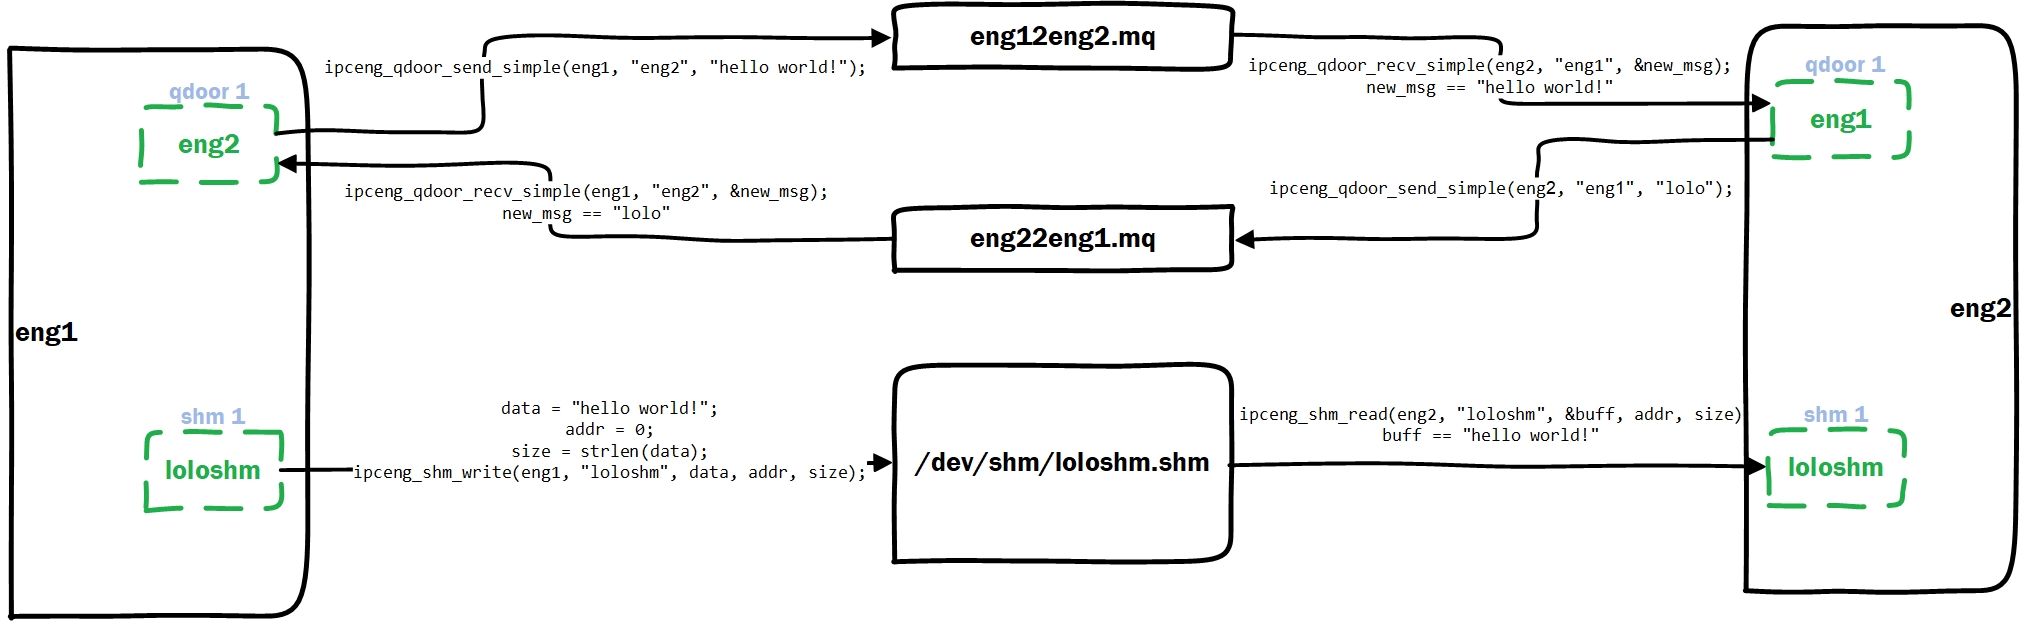 eng12eng2.mq
ipceng_qdoor_send_simple(eng1, "eng2", "hello world!");
ipceng_qdoor_recv_simple(eng2, "eng1", &new_msg);
new_msg == "hello world!"
qdoor 1
eng2
qdoor 1
eng1
ipceng_qdoor_recv_simple(eng1, "eng2", &new_msg);
new_msg == "lolo"
ipceng_qdoor_send_simple(eng2, "eng1", "lolo");
eng22eng1.mq
eng1
eng2
shm 1
loloshm
data = "hello world!";
addr = 0;
size = strlen(data);
ipceng_shm_write(eng1, "loloshm", data, addr, size);
/dev/shm/loloshm.shm
ipceng_shm_read(eng2, "loloshm", &buff, addr, size)
buff == "hello world!"
shm 1
loloshm